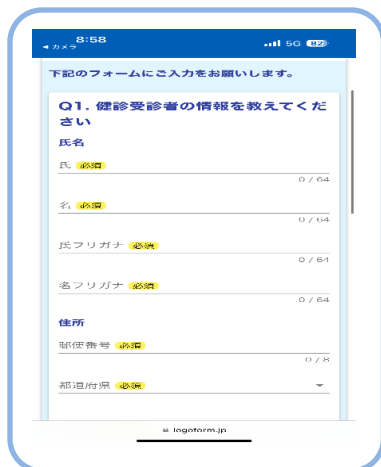 8:58
◀ カメラ
5G 82
下記のフォームにご入力をお願いします。
Q1. 健診受診者の情報を教えてくだ
さい
氏名
氏 必須
0 / 64
名 必須
0 / 64
氏フリガナ 必須
0 / 64
名フリガナ 必須
0 / 64
住所
郵便番号 必須
0 / 8
都道府県 必須
logoform.jp